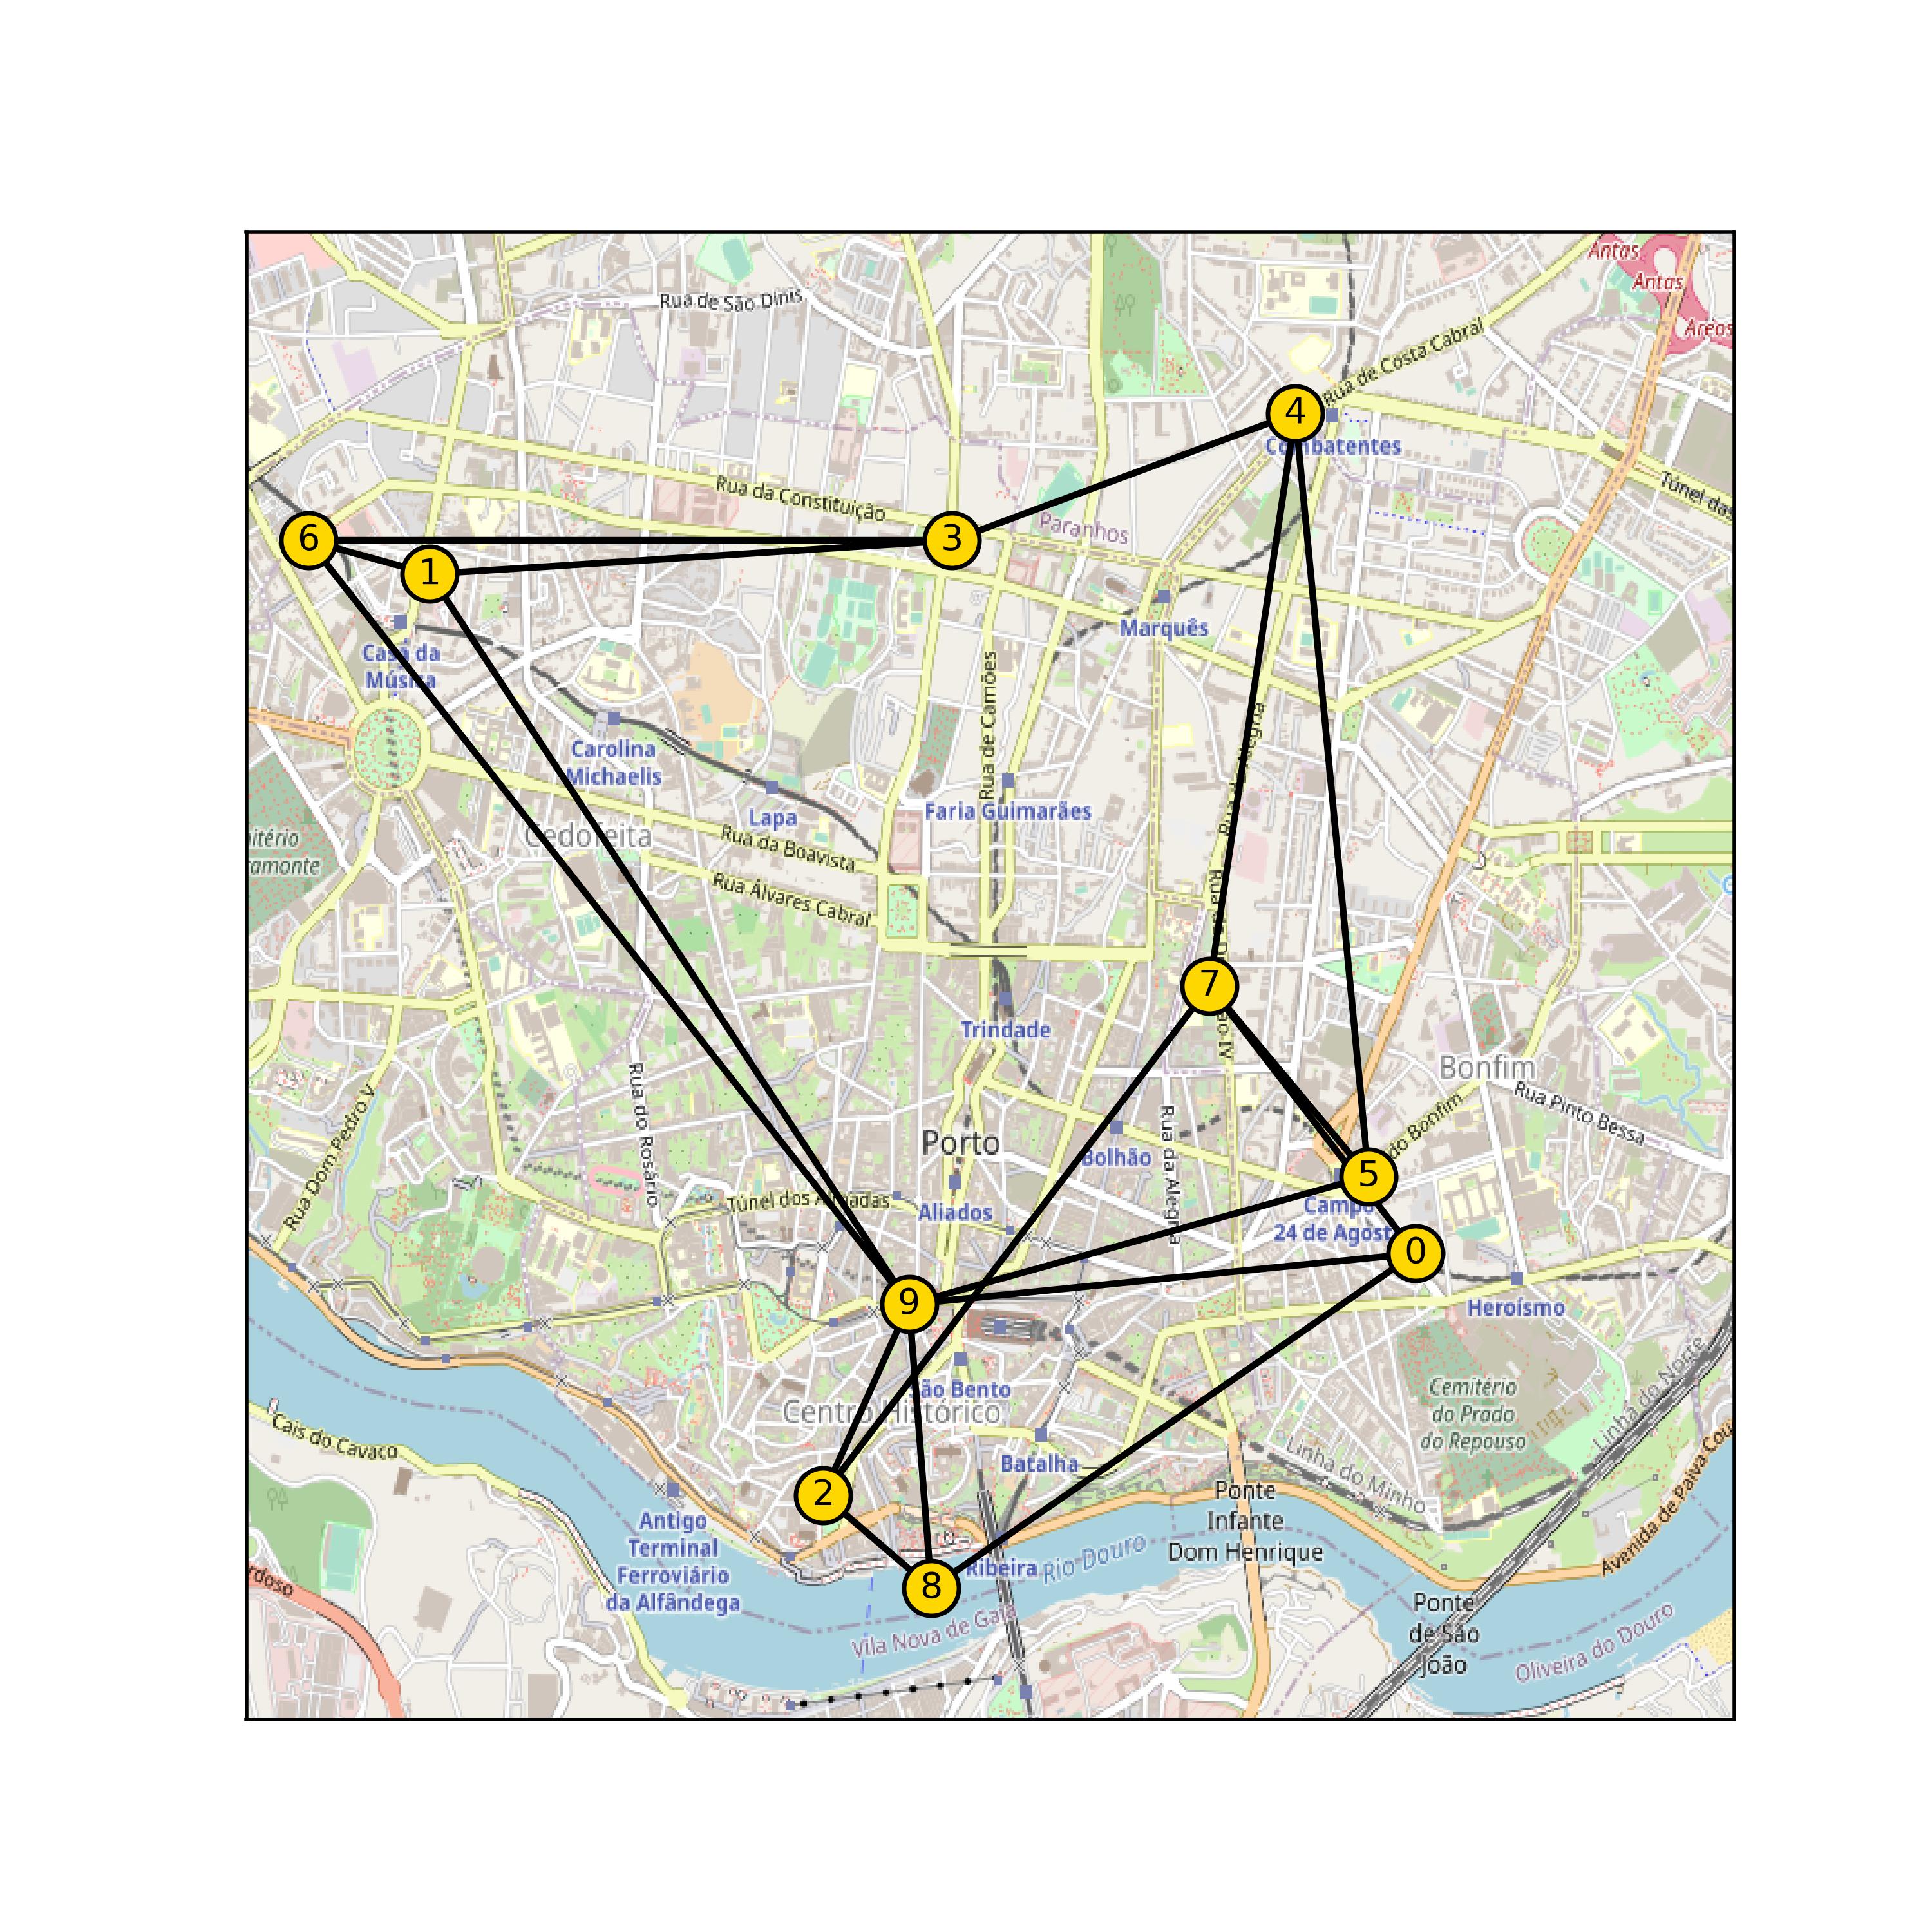 Antas
Antas
Rua de São Dinis
Areos
Rua de Costa Cabral
4
Combatentes
Túnel das
Rua da Constituição
Paranhos
6
3
1
Marquês
Casa da
Música
Rua de Camões
Carolina
Michaelis
Lapa
Faria Guimarães
Cedofeita
Rua da Boavista
itério
amonte
Rua Álvares Cabral
7
Trindade
Bonfim
Rua Pinto Bessa
Rua Dom Pedro V
Rua do Rosário
Porto
Bolhão
Rua da Alegria
do Bonfim
5
Túnel dos Almadas
Aliados
Campo
24 de Agosto
0
9
Heroísmo
São Bento
Centro Histórico
Cemitério
do Prado
do Repouso
Linha do Norte
Cais do Cavaco
Batalha
Linha do Minho
2
Antigo
Terminal
Ferroviário
da Alfândega
Ponte
Infante
Dom Henrique
Avenida de Paiva Cou
8
Ribeira
Rio Douro
rdoso
Vila Nova de Gaia
Ponte
de São
João
Oliveira do Douro